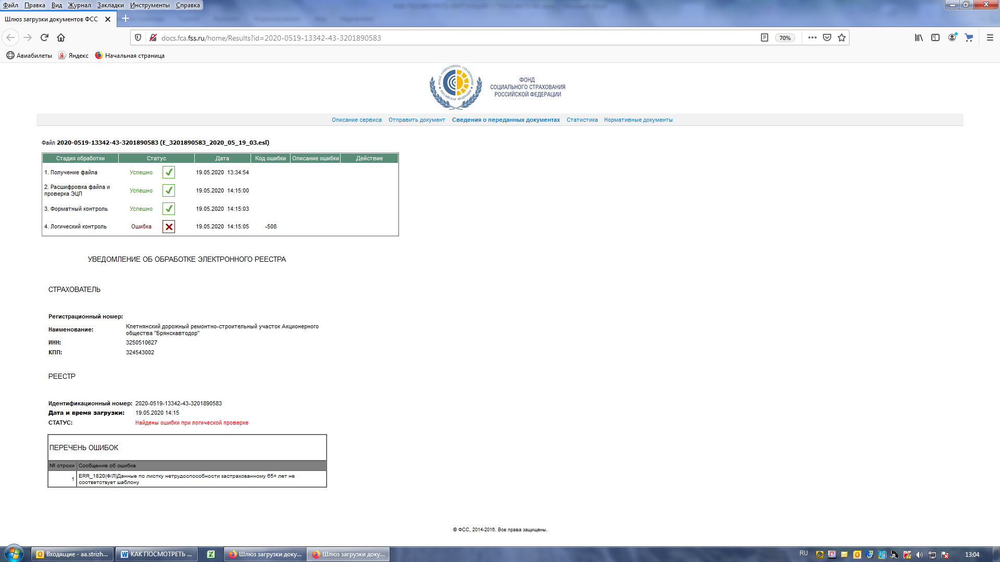 Файл Правка Вид Журнал Закладки Инструменты Справка
Шлюз загрузки документов ФСС
docs.fca.fss.ru/home/Results?id=2020-0519-13342-43-3201890583
70%
Авиабилеты Яндекс Начальная страница
ФОНД
СОЦИАЛЬНОГО СТРАХОВАНИЯ
РОССИЙСКОЙ ФЕДЕРАЦИИ
Описание сервиса Отправить документ Сведения о переданных документах Статистика Нормативные документы
Файл 2020-0519-13342-43-3201890583 (E_3201890583_2020_05_19_03.esl)
Стадия обработки Статус Дата Код ошибки Описание ошибки Действие
1. Получение файла Успешно 19.05.2020 13:34:54
2. Расшифровка файла и
проверка ЭЦП Успешно 19.05.2020 14:15:00
3. Форматный контроль Успешно 19.05.2020 14:15:03
4. Логический контроль Ошибка 19.05.2020 14:15:05 -508
УВЕДОМЛЕНИЕ ОБ ОБРАБОТКЕ ЭЛЕКТРОННОГО РЕЕСТРА
СТРАХОВАТЕЛЬ
Регистрационный номер:
Наименование: Клетнянский дорожный ремонтно-строительный участок Акционерного
общества "Брянскавтодор"
ИНН: 3250510627
КПП: 324543002
РЕЕСТР
Идентификационный номер: 2020-0519-13342-43-3201890583
Дата и время загрузки: 19.05.2020 14:15
СТАТУС: Найдены ошибки при логической проверке
ПЕРЕЧЕНЬ ОШИБОК
№ строки Сообщение об ошибке
1 ERR_1820(Ф/Л)Данные по листку нетрудоспособности застрахованному 65+ лет не
соответствует шаблону
© ФСС, 2014-2016. Все права защищены.
Входящие - aa.strizh... КАК ПОСМОТРЕТЬ ... Шлюз загрузки доку... Шлюз загрузки доку... RU 13:04